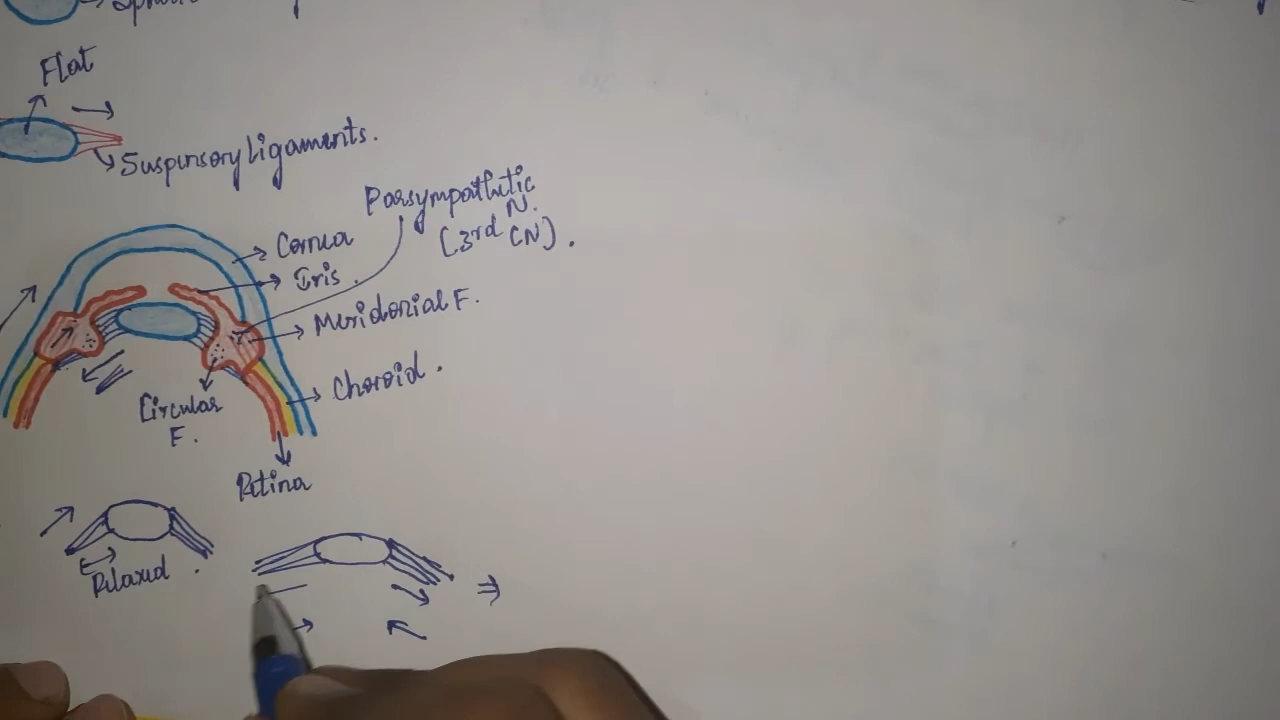 Flat
Suspensory Ligaments.
Parsympathetic
N.
(3rd CN).
Cornea
Iris.
Meridonial F.
Choroid.
Circular
F.
Retina
Relaxed.